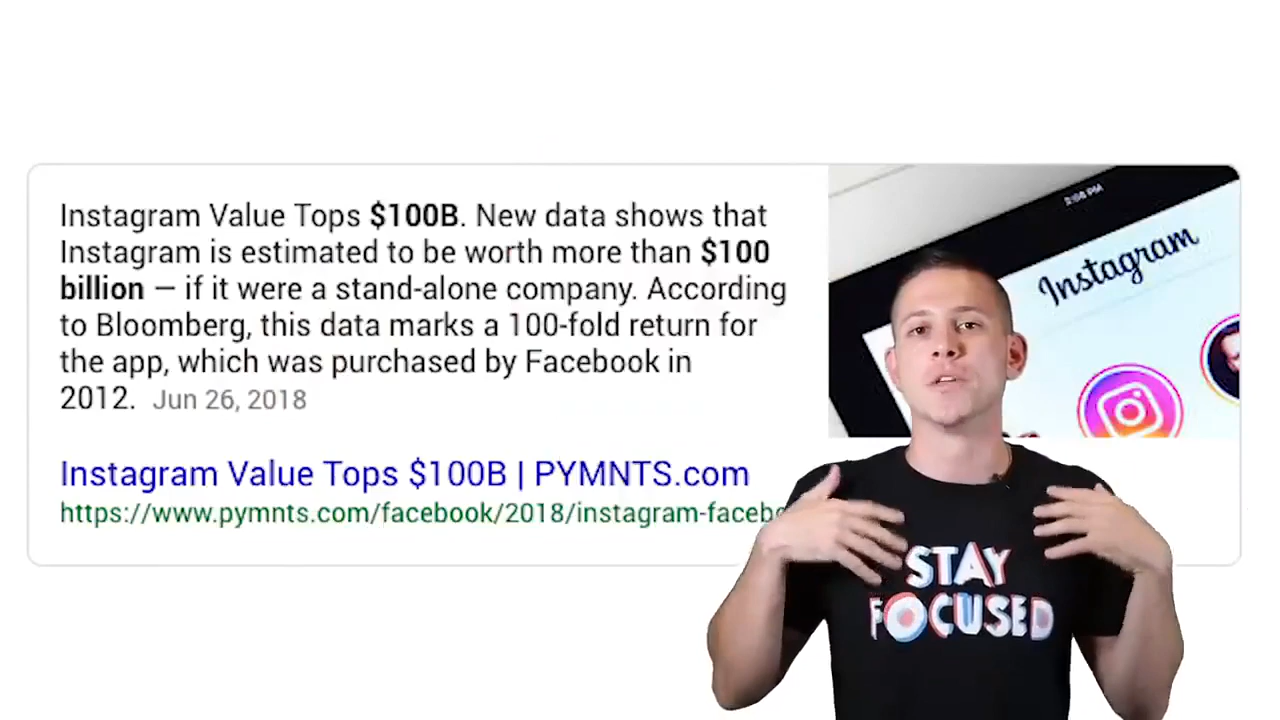 Instagram Value Tops $100B. New data shows that
Instagram is estimated to be worth more than $100
billion — if it were a stand-alone company. According
to Bloomberg, this data marks a 100-fold return for
the app, which was purchased by Facebook in
2012. Jun 26, 2018
Instagram Value Tops $100B | PYMNTS.com
https://www.pymnts.com/facebook/2018/instagram-facebo
Instagram
STAY
FOCUSED